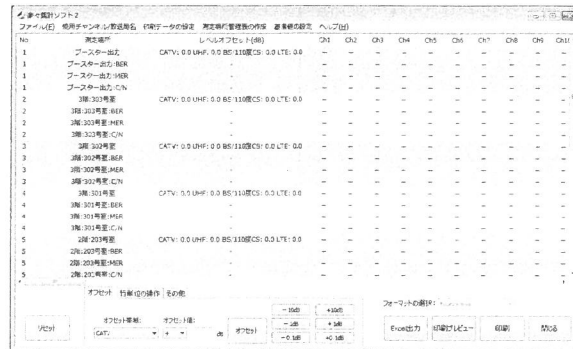 楽々集計ソフト2
ファイル(F) 使用チャンネル/放送局名 印刷データの設定 測定場所管理板の作成 基準値の設定 ヘルプ(H)
No 測定場所 レベルオフセット(dB) Ch1 Ch2 Ch3 Ch4 Ch5 Ch6 Ch7 Ch8 Ch9
1 ブースター出力 CATV: 0.0 UHF: 0.0 BS/110度CS: 0.0 LTE: 0.0 - - - - - - - - - -
1 ブースター出力:BER - - - - - - - - - - -
1 ブースター出力:MER - - - - - - - - - - -
1 ブースター出力:C/N - - - - - - - - - - -
2 3階:303号室 CATV: 0.0 UHF: 0.0 BS/110度CS: 0.0 LTE: 0.0 - - - - - - - - - -
2 3階:303号室:BER - - - - - - - - - - -
2 3階:303号室:MER - - - - - - - - - - -
2 3階:303号室:C/N - - - - - - - - - - -
3 3階:302号室 CATV: 0.0 UHF: 0.0 BS/110度CS: 0.0 LTE: 0.0 - - - - - - - - - -
3 3階:302号室:BER - - - - - - - - - - -
3 3階:302号室:MER - - - - - - - - - - -
3 3階:302号室:C/N - - - - - - - - - - -
4 3階:301号室 CATV: 0.0 UHF: 0.0 BS/110度CS: 0.0 LTE: 0.0 - - - - - - - - - -
4 3階:301号室:BER - - - - - - - - - - -
4 3階:301号室:MER - - - - - - - - - - -
4 3階:301号室:C/N - - - - - - - - - - -
5 2階:203号室 CATV: 0.0 UHF: 0.0 BS/110度CS: 0.0 LTE: 0.0 - - - - - - - - - -
5 2階:203号室:BER - - - - - - - - - - -
5 2階:203号室:MER - - - - - - - - - - -
5 2階:203号室:C/N - - - - - - - - - - -
オフセット 行単位の操作 その他
リセット オフセット帯域: CATV オフセット値: + dB オフセット
-10dB +10dB
-1dB +1dB
-0.1dB +0.1dB
フォーマットの選択:
Excel出力 印刷プレビュー 印刷 閉じる